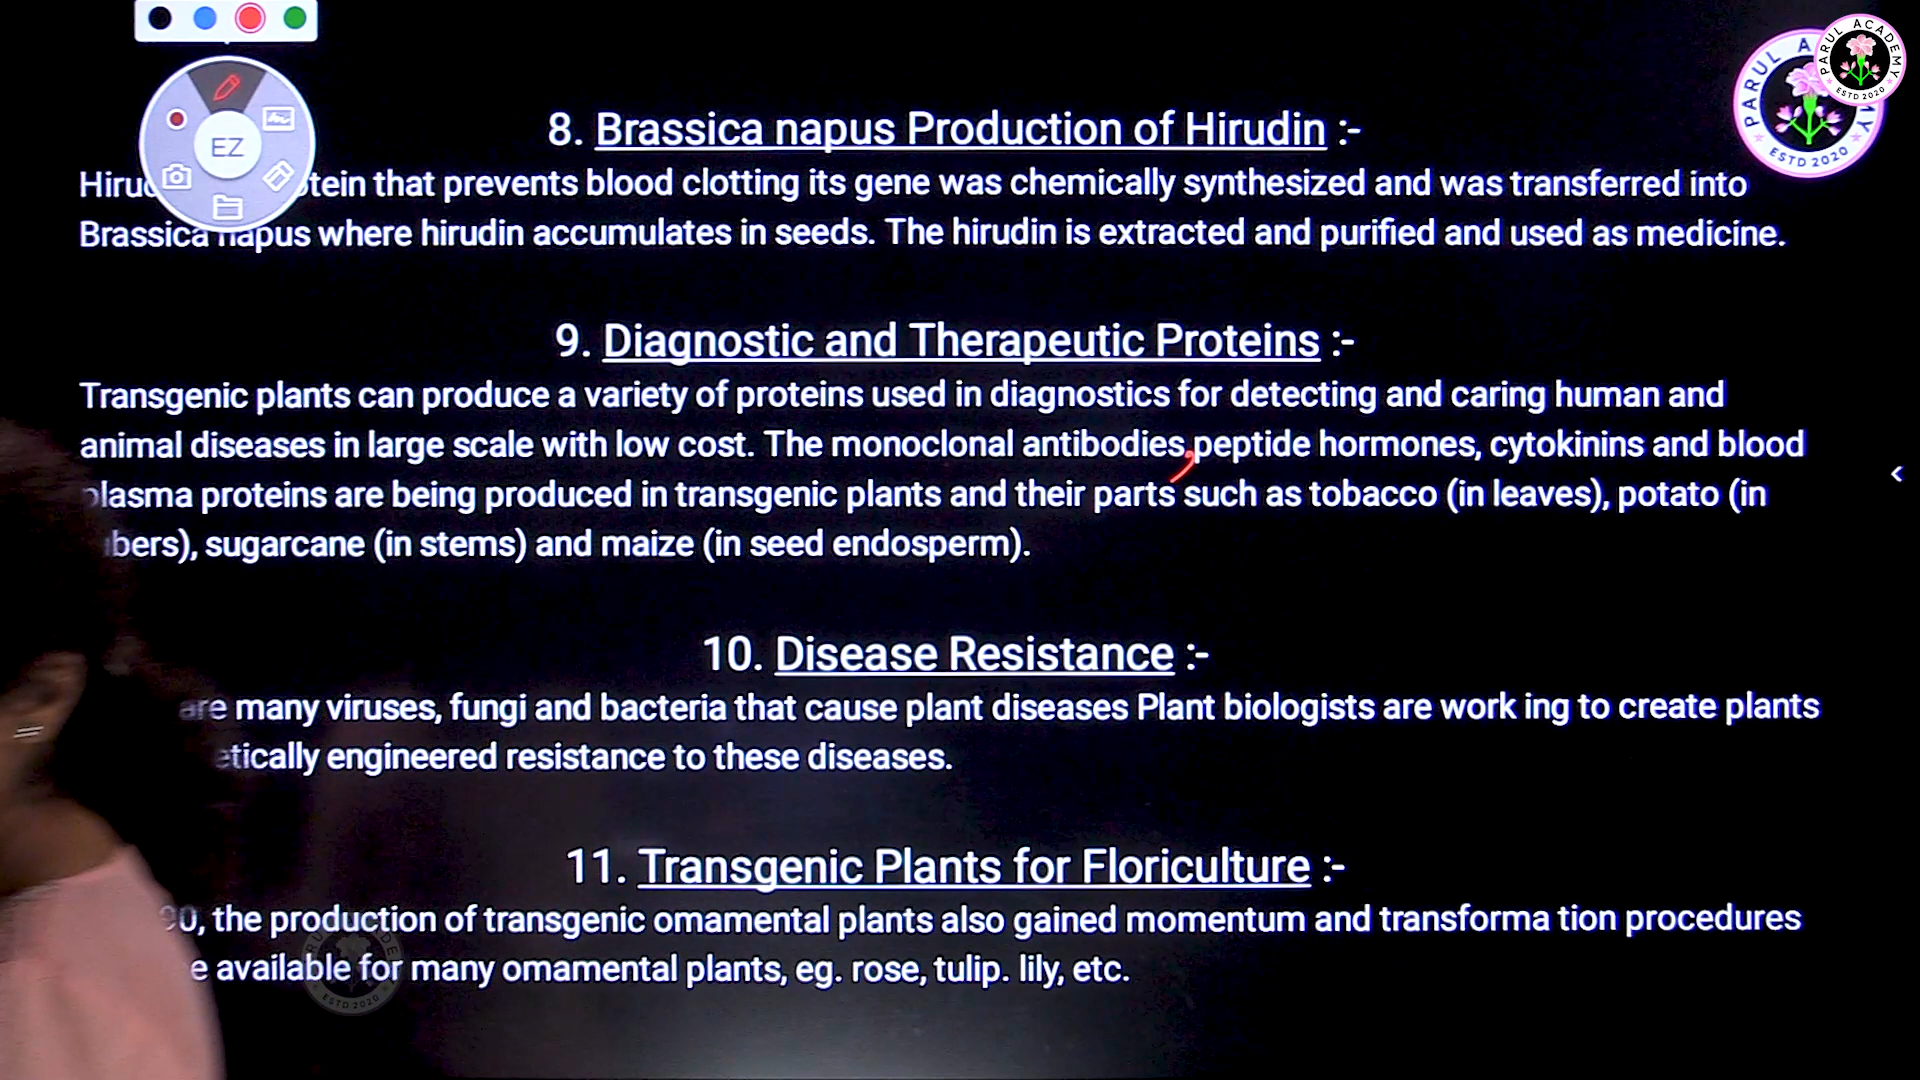 EZ
PARUL ACADEMY
ESTD 2020
8. Brassica napus Production of Hirudin :-
that prevents blood clotting its gene was chemically synthesized and was transferred into
Brassica napus where hirudin accumulates in seeds. The hirudin is extracted and purified and used as medicine.
9. Diagnostic and Therapeutic Proteins :-
Transgenic plants can produce a variety of proteins used in diagnostics for detecting and caring human and
animal diseases in large scale with low cost. The monoclonal antibodies,peptide hormones, cytokinins and blood
plasma proteins are being produced in transgenic plants and their parts such as tobacco (in leaves), potato (in
sugarcane (in stems) and maize (in seed endosperm).
10. Disease Resistance :-
are many viruses, fungi and bacteria that cause plant diseases Plant biologists are work ing to create plants
engineered resistance to these diseases.
11. Transgenic Plants for Floriculture :-
the production of transgenic omamental plants also gained momentum and transforma tion procedures
available for many omamental plants, eg. rose, tulip. lily, etc.